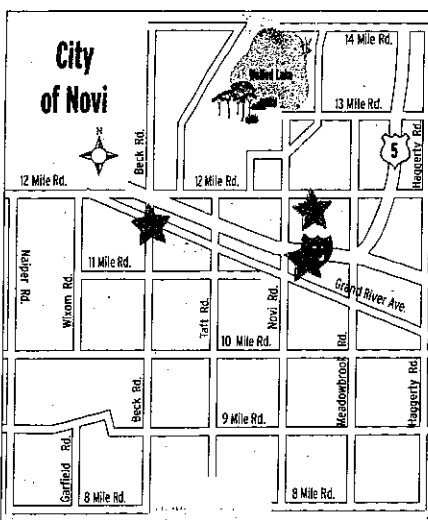 City
of Novi
N
14 Mile Rd.
Walled Lake
13 Mile Rd.
Beck Rd.
Haggerty Rd.
5
12 Mile Rd.
12 Mile Rd.
11 Mile Rd.
Grand River Ave.
Napier Rd.
Wixom Rd.
Taft Rd.
Novi Rd.
10 Mile Rd.
Beck Rd.
Meadowbrook Rd.
Haggerty Rd.
9 Mile Rd.
Garfield Rd.
8 Mile Rd.
8 Mile Rd.